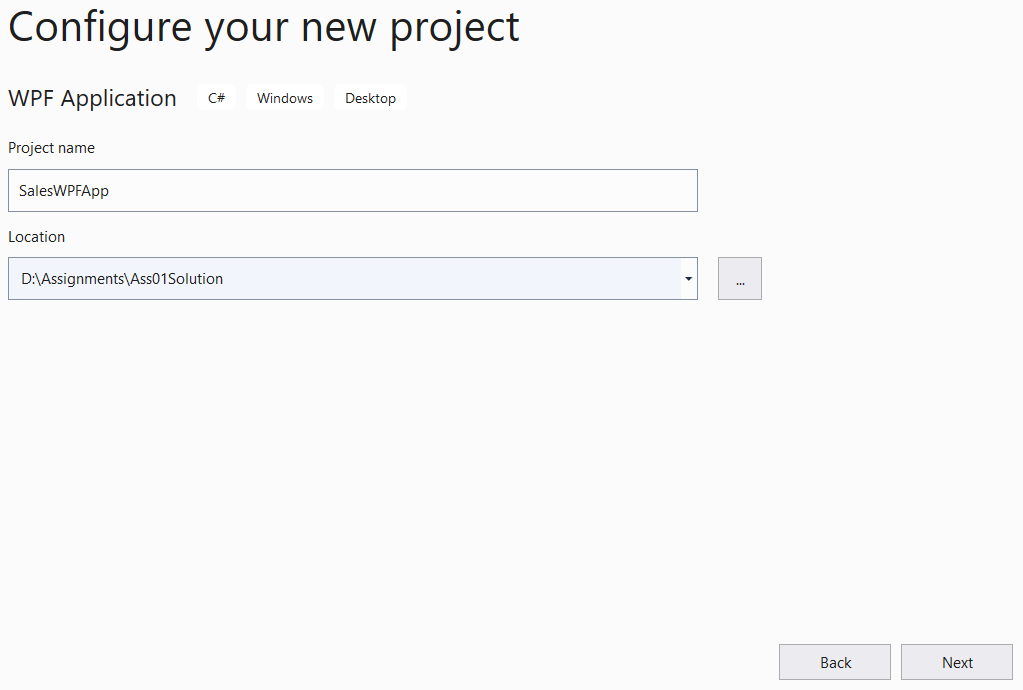 Configure your new project
WPF Application C# Windows Desktop
Project name
SalesWPFApp
Location
D:\Assignments\Ass01Solution
...
Back Next